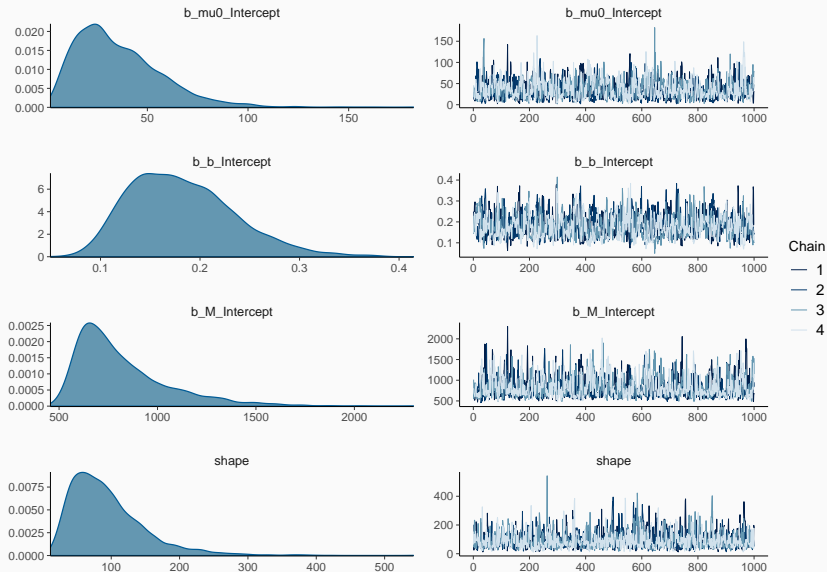 b_mu0_Intercept
0.020
0.015
0.010
0.005
0.000
50 100 150
b_mu0_Intercept
150
100
50
0
0 200 400 600 800 1000
b_b_Intercept
6
4
2
0
0.1 0.2 0.3 0.4
b_b_Intercept
0.4
0.3
0.2
0.1
0 200 400 600 800 1000
b_M_Intercept
0.0025
0.0020
0.0015
0.0010
0.0005
0.0000
500 1000 1500 2000
b_M_Intercept
2000
1500
1000
500
0 200 400 600 800 1000
shape
0.0075
0.0050
0.0025
0.0000
100 200 300 400 500
shape
400
200
0
0 200 400 600 800 1000
Chain
1
2
3
4